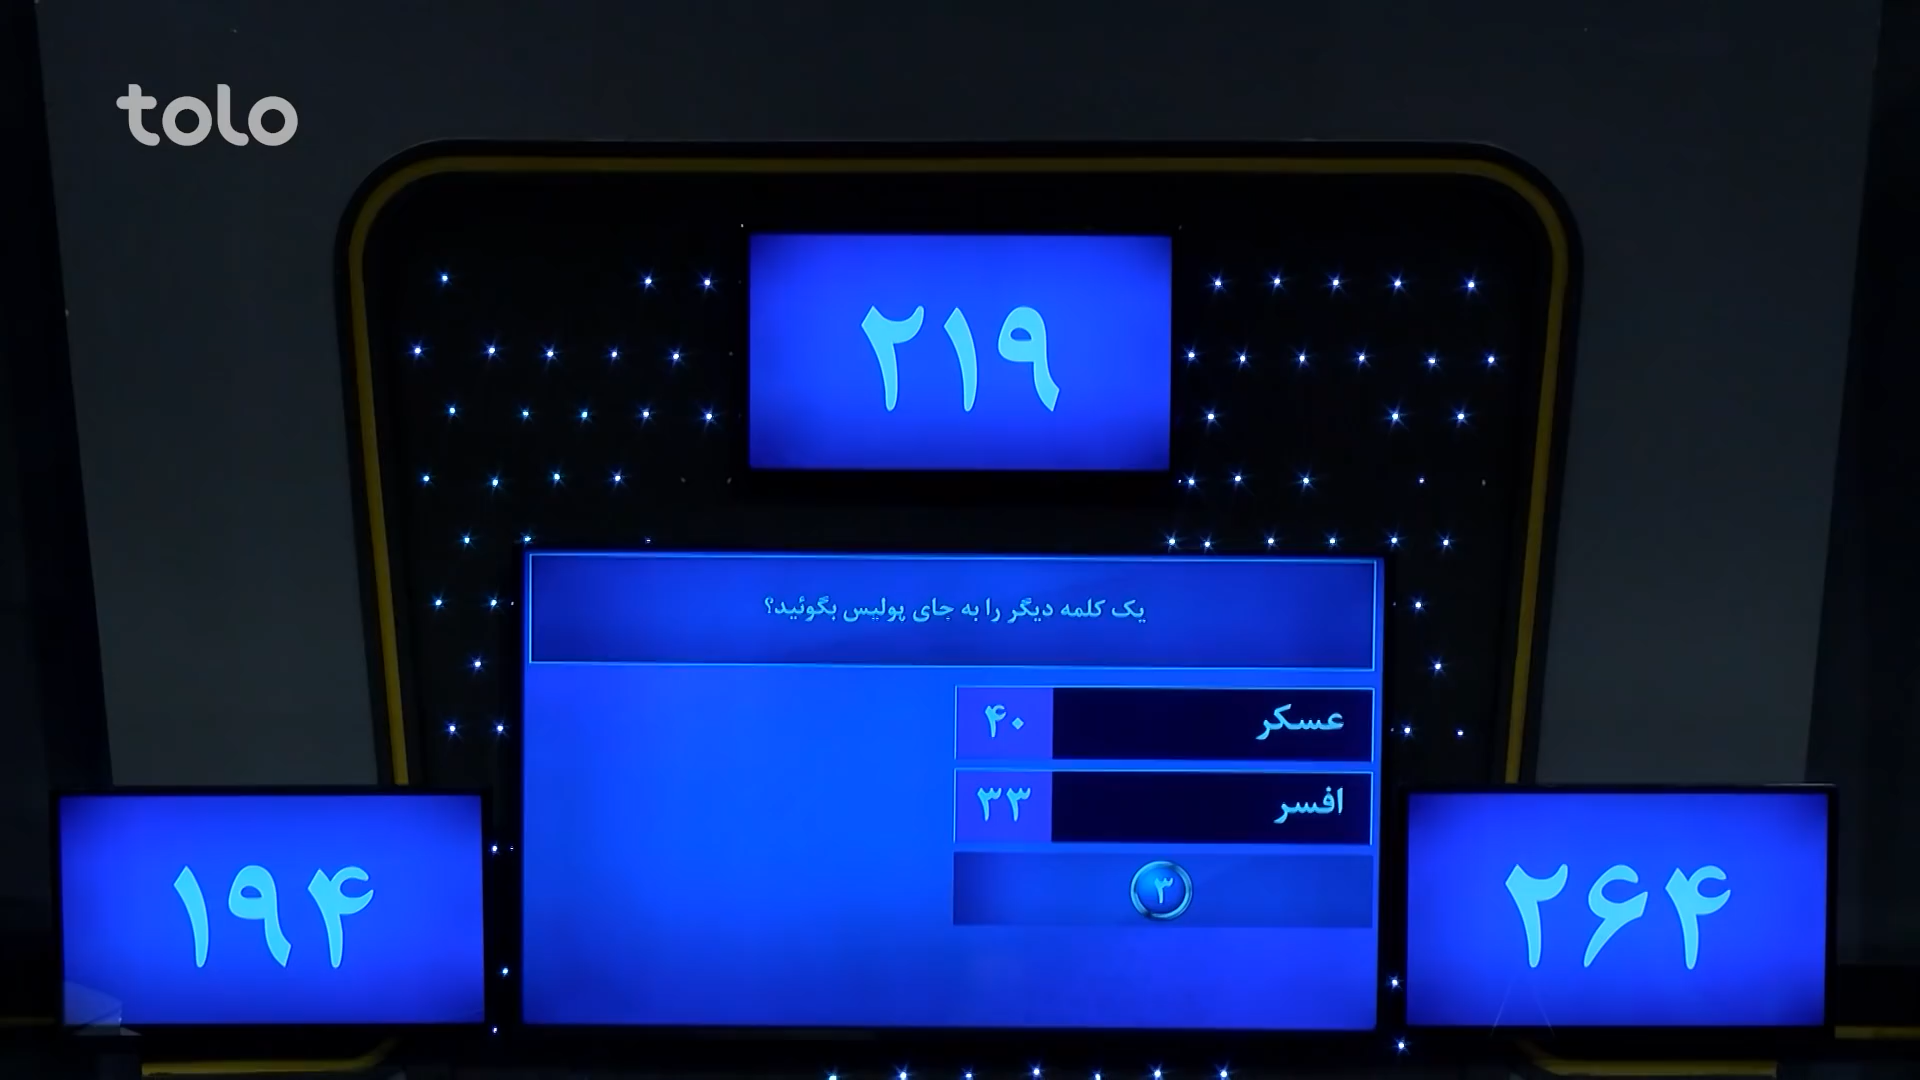 tolo
۲۱۹
یک کلمه دیگر را به جای پولیس بگوئید؟
عسکر ۴۰
افسر ۳۳
۳
۱۹۴
۲۶۴